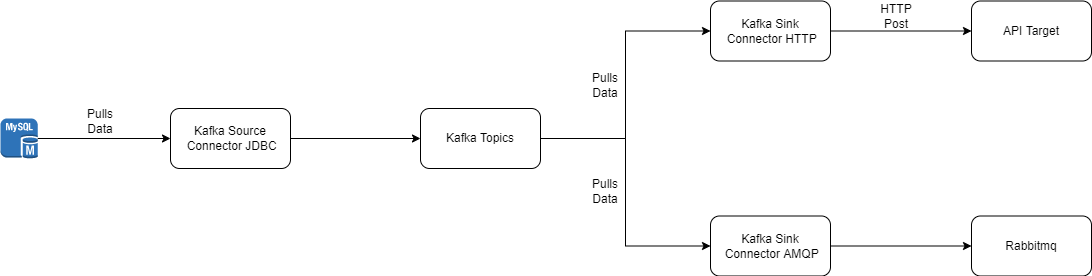 MySQL
M
Pulls
Data
Kafka Source
Connector JDBC
Kafka Topics
Pulls
Data
Kafka Sink
Connector HTTP
HTTP
Post
API Target
Pulls
Data
Kafka Sink
Connector AMQP
Rabbitmq